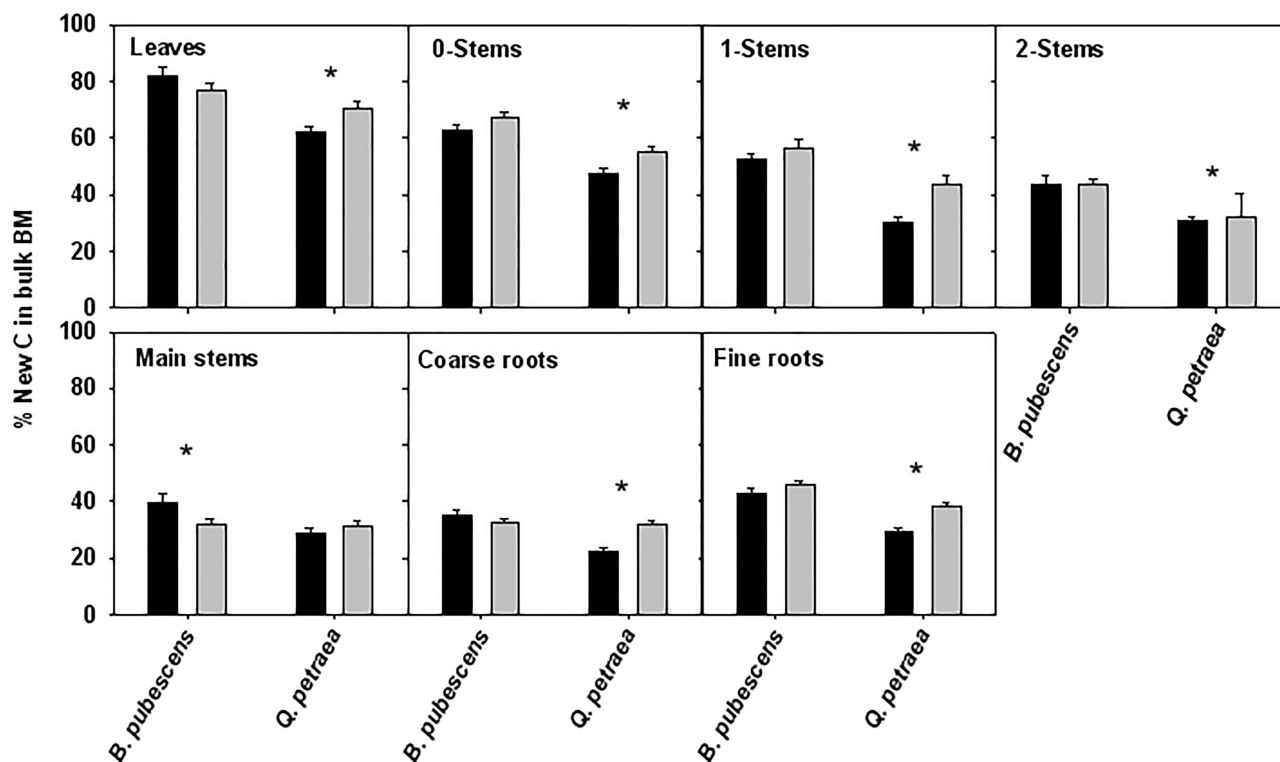 % New C in bulk BM
100
80
60
40
20
0
Leaves
*
0-Stems
*
1-Stems
*
2-Stems
*
B. pubescens
Q. petraea
100
80
60
40
20
0
Main stems
*
Coarse roots
*
Fine roots
*
B. pubescens
Q. petraea
B. pubescens
Q. petraea
B. pubescens
Q. petraea